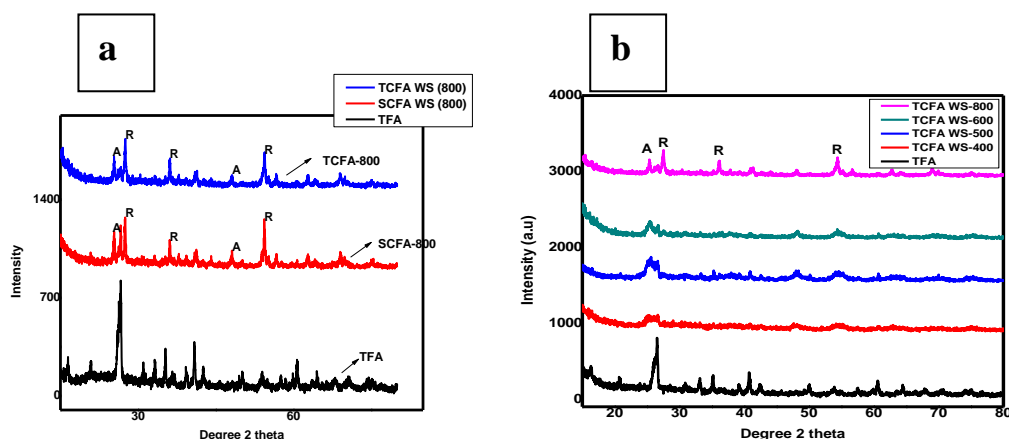 a
TCFA WS (800)
SCFA WS (800)
TFA
A
R
R
A
R
TCFA-800
1400
A
R
R
A
R
SCFA-800
700
TFA
0
30
60
Intensity
Degree 2 theta
b
4000
TCFA WS-800
TCFA WS-600
TCFA WS-500
TCFA WS-400
TFA
A
R
R
R
3000
2000
1000
0
20
30
40
50
60
70
80
Intensity (a.u)
Degree 2 theta